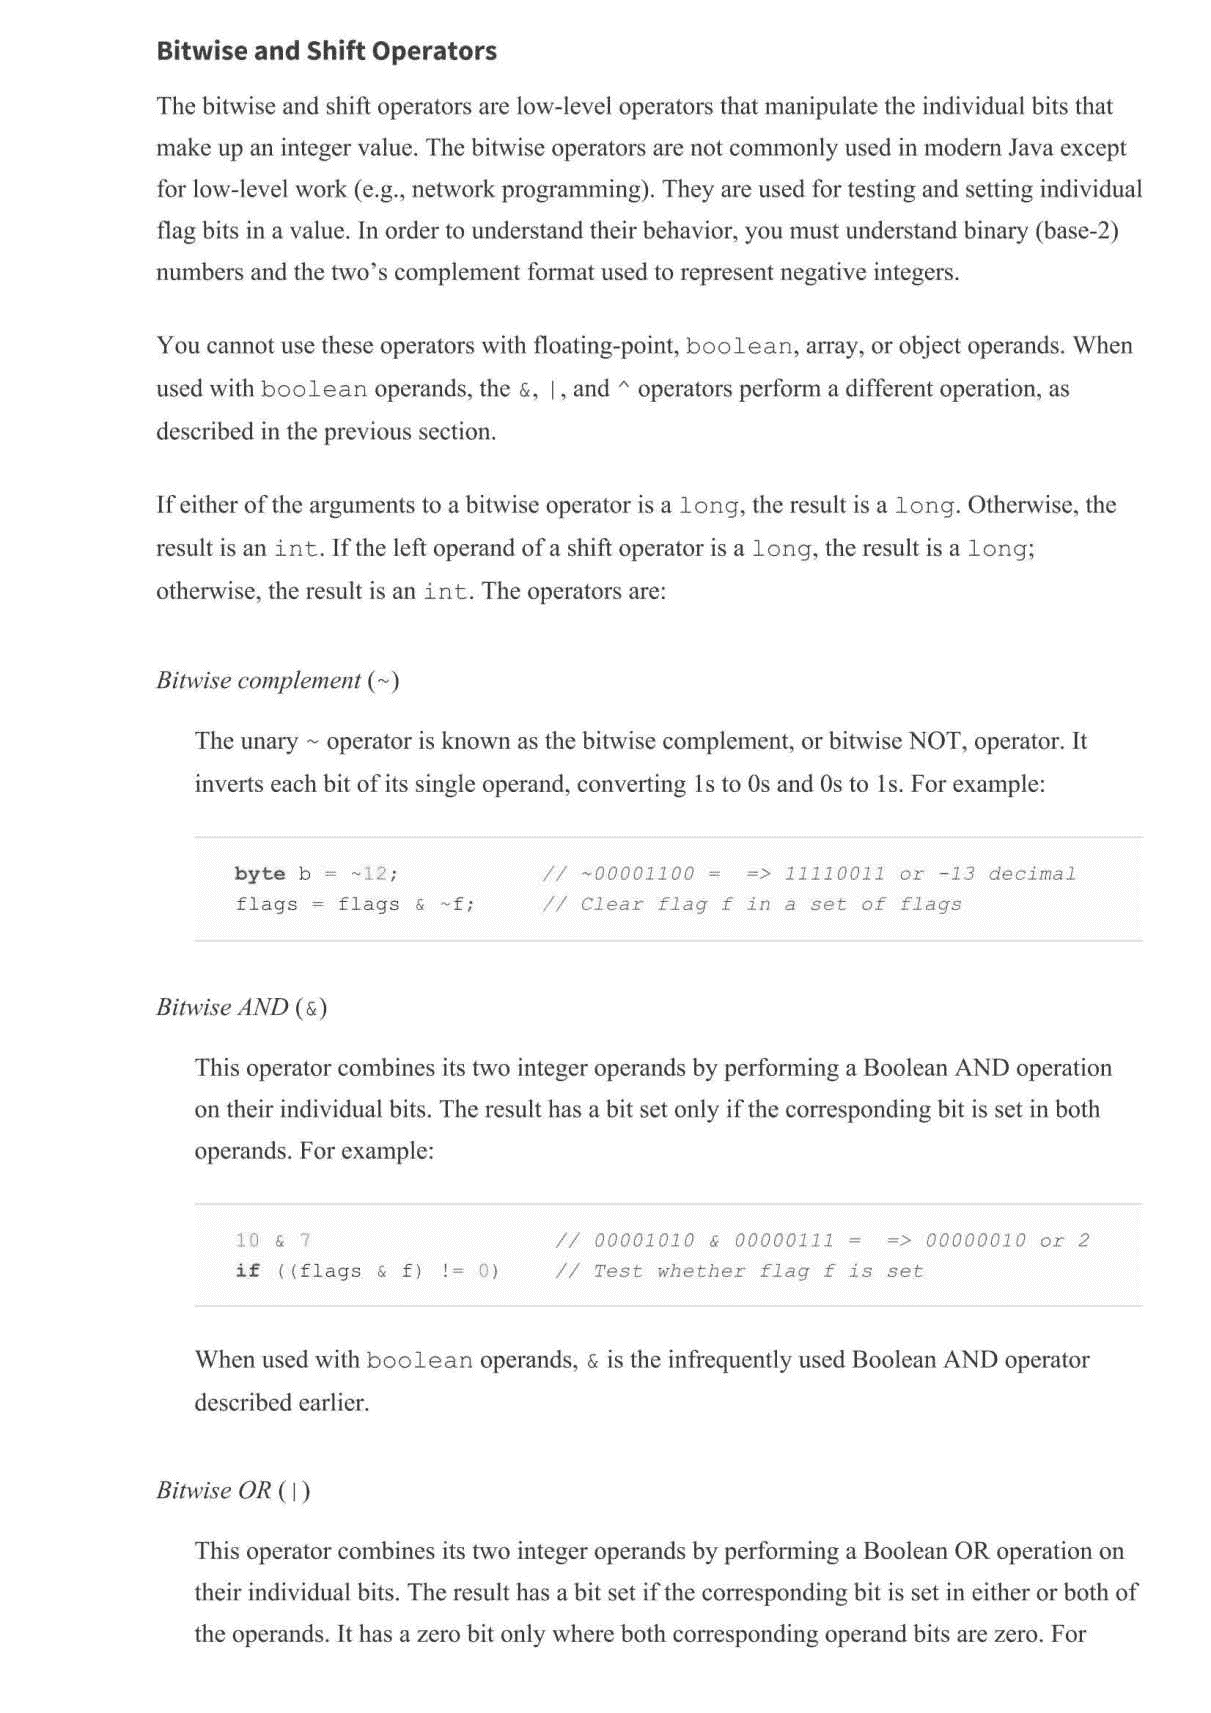 Bitwise and Shift Operators
The bitwise and shift operators are low-level operators that manipulate the individual bits that
make up an integer value. The bitwise operators are not commonly used in modern Java except
for low-level work (e.g., network programming). They are used for testing and setting individual
flag bits in a value. In order to understand their behavior, you must understand binary (base-2)
numbers and the two’s complement format used to represent negative integers.
You cannot use these operators with floating-point, boolean, array, or object operands. When
used with boolean operands, the &, |, and ^ operators perform a different operation, as
described in the previous section.
If either of the arguments to a bitwise operator is a long, the result is a long. Otherwise, the
result is an int. If the left operand of a shift operator is a long, the result is a long;
otherwise, the result is an int. The operators are:
Bitwise complement (~)
The unary ~ operator is known as the bitwise complement, or bitwise NOT, operator. It
inverts each bit of its single operand, converting 1s to 0s and 0s to 1s. For example:
byte b = ~12; // ~00001100 = => 11110011 or -13 decimal
flags = flags & ~f; // Clear flag f in a set of flags
Bitwise AND (&)
This operator combines its two integer operands by performing a Boolean AND operation
on their individual bits. The result has a bit set only if the corresponding bit is set in both
operands. For example:
10 & 7 // 00001010 & 00000111 = => 00000010 or 2
if ((flags & f) != 0) // Test whether flag f is set
When used with boolean operands, & is the infrequently used Boolean AND operator
described earlier.
Bitwise OR (|)
This operator combines its two integer operands by performing a Boolean OR operation on
their individual bits. The result has a bit set if the corresponding bit is set in either or both of
the operands. It has a zero bit only where both corresponding operand bits are zero. For